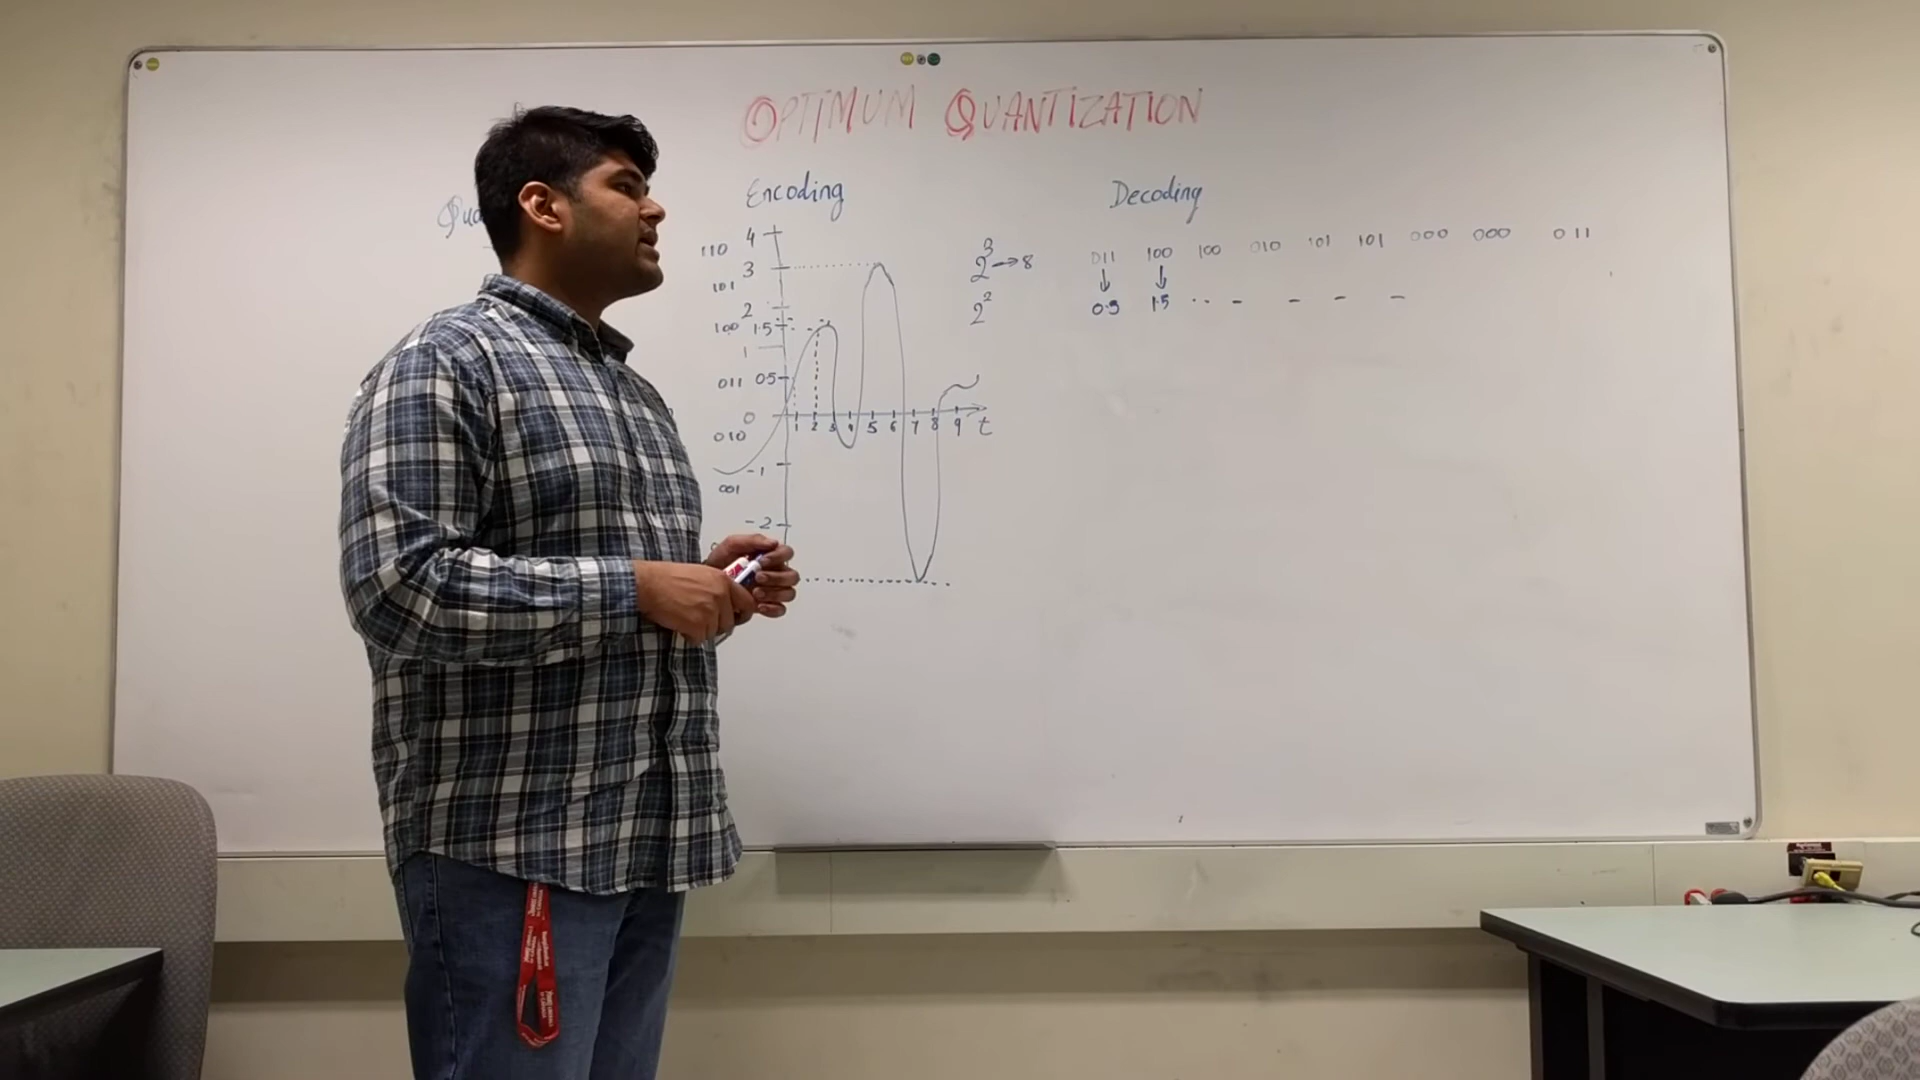 OPTIMUM QUANTIZATION
Encoding
Decoding
110 4
3
101
2
100 1.5
1
011 0.5
0
010
-1
001
-2
1 2 3 4 5 6 7 8 9 t
2³→8
2²
011 100 100 010 101 101 000 000 011
0.5 1.5 .. - - - -